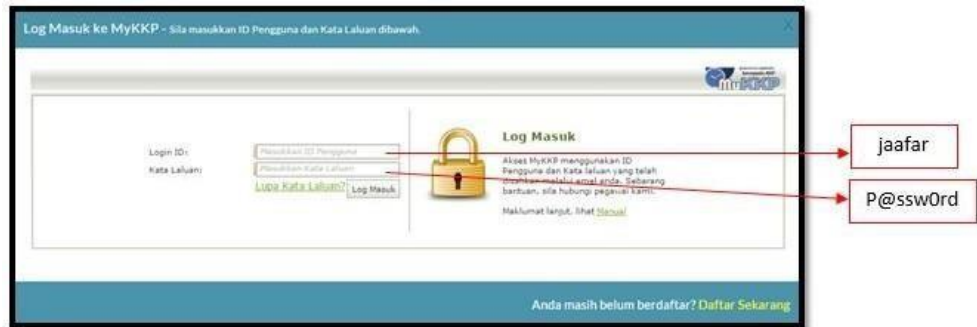 Log Masuk ke MyKKP - Sila masukkan ID Pengguna dan Kata Laluan dibawah.
X
myKKP
Login ID:
Masukkan ID Pengguna
Kata Laluan:
Masukkan Kata Laluan
Lupa Kata Laluan?
Log Masuk
Log Masuk
Akses MyKKP menggunakan ID
Pengguna dan Kata laluan yang telah
disahkan melalui emel anda. Sebarang
bantuan, sila hubungi pegawai kami.
Maklumat lanjut, lihat Manual
jaafar
P@ssw0rd
Anda masih belum berdaftar? Daftar Sekarang